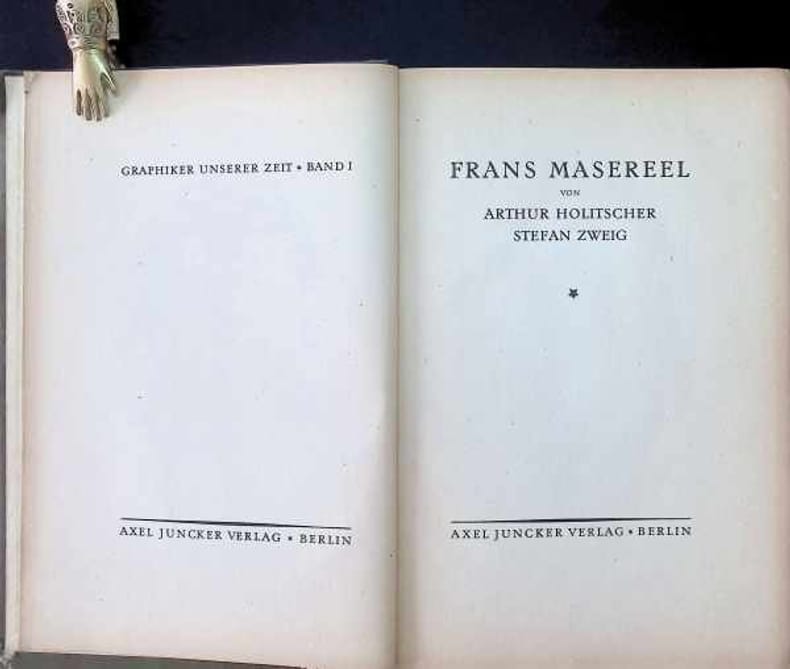 GRAPHIKER UNSERER ZEIT • BAND I
AXEL JUNCKER VERLAG • BERLIN
FRANS MASEREEL
VON
ARTHUR HOLITSCHER
STEFAN ZWEIG
AXEL JUNCKER VERLAG • BERLIN